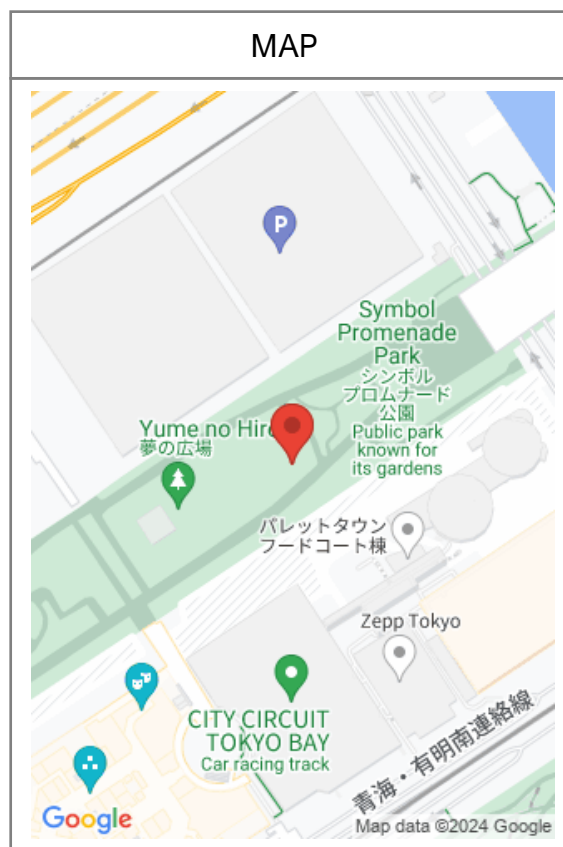 MAP
P
Symbol
Promenade
Park
シンボル
プロムナード
公園
Public park
known for
its gardens
Yume no Hir
夢の広場
パレットタウン
フードコート棟
Zepp Tokyo
CITY CIRCUIT
TOKYO BAY
Car racing track
青海・有明南連絡線
Google
Map data ©2024 Google